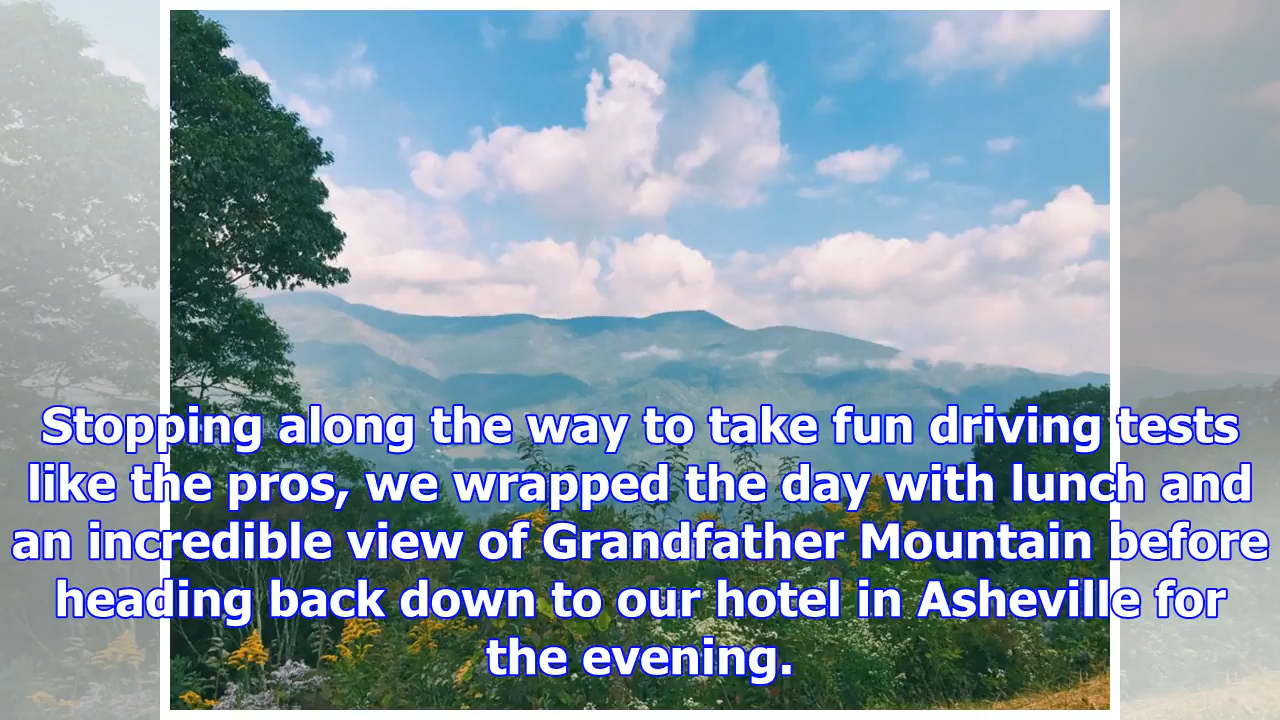 Stopping along the way to take fun driving tests
like the pros, we wrapped the day with lunch and
an incredible view of Grandfather Mountain before
heading back down to our hotel in Asheville for
the evening.